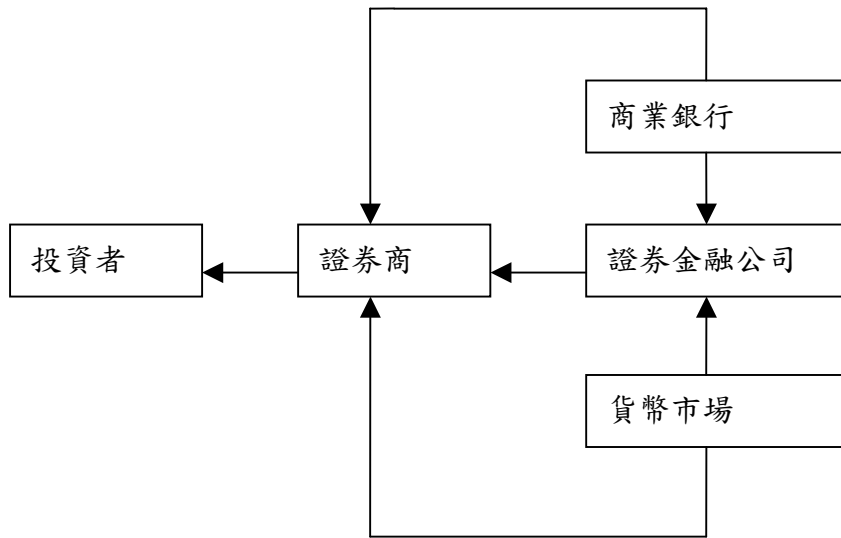 商業銀行
投資者
證券商
證券金融公司
貨幣市場